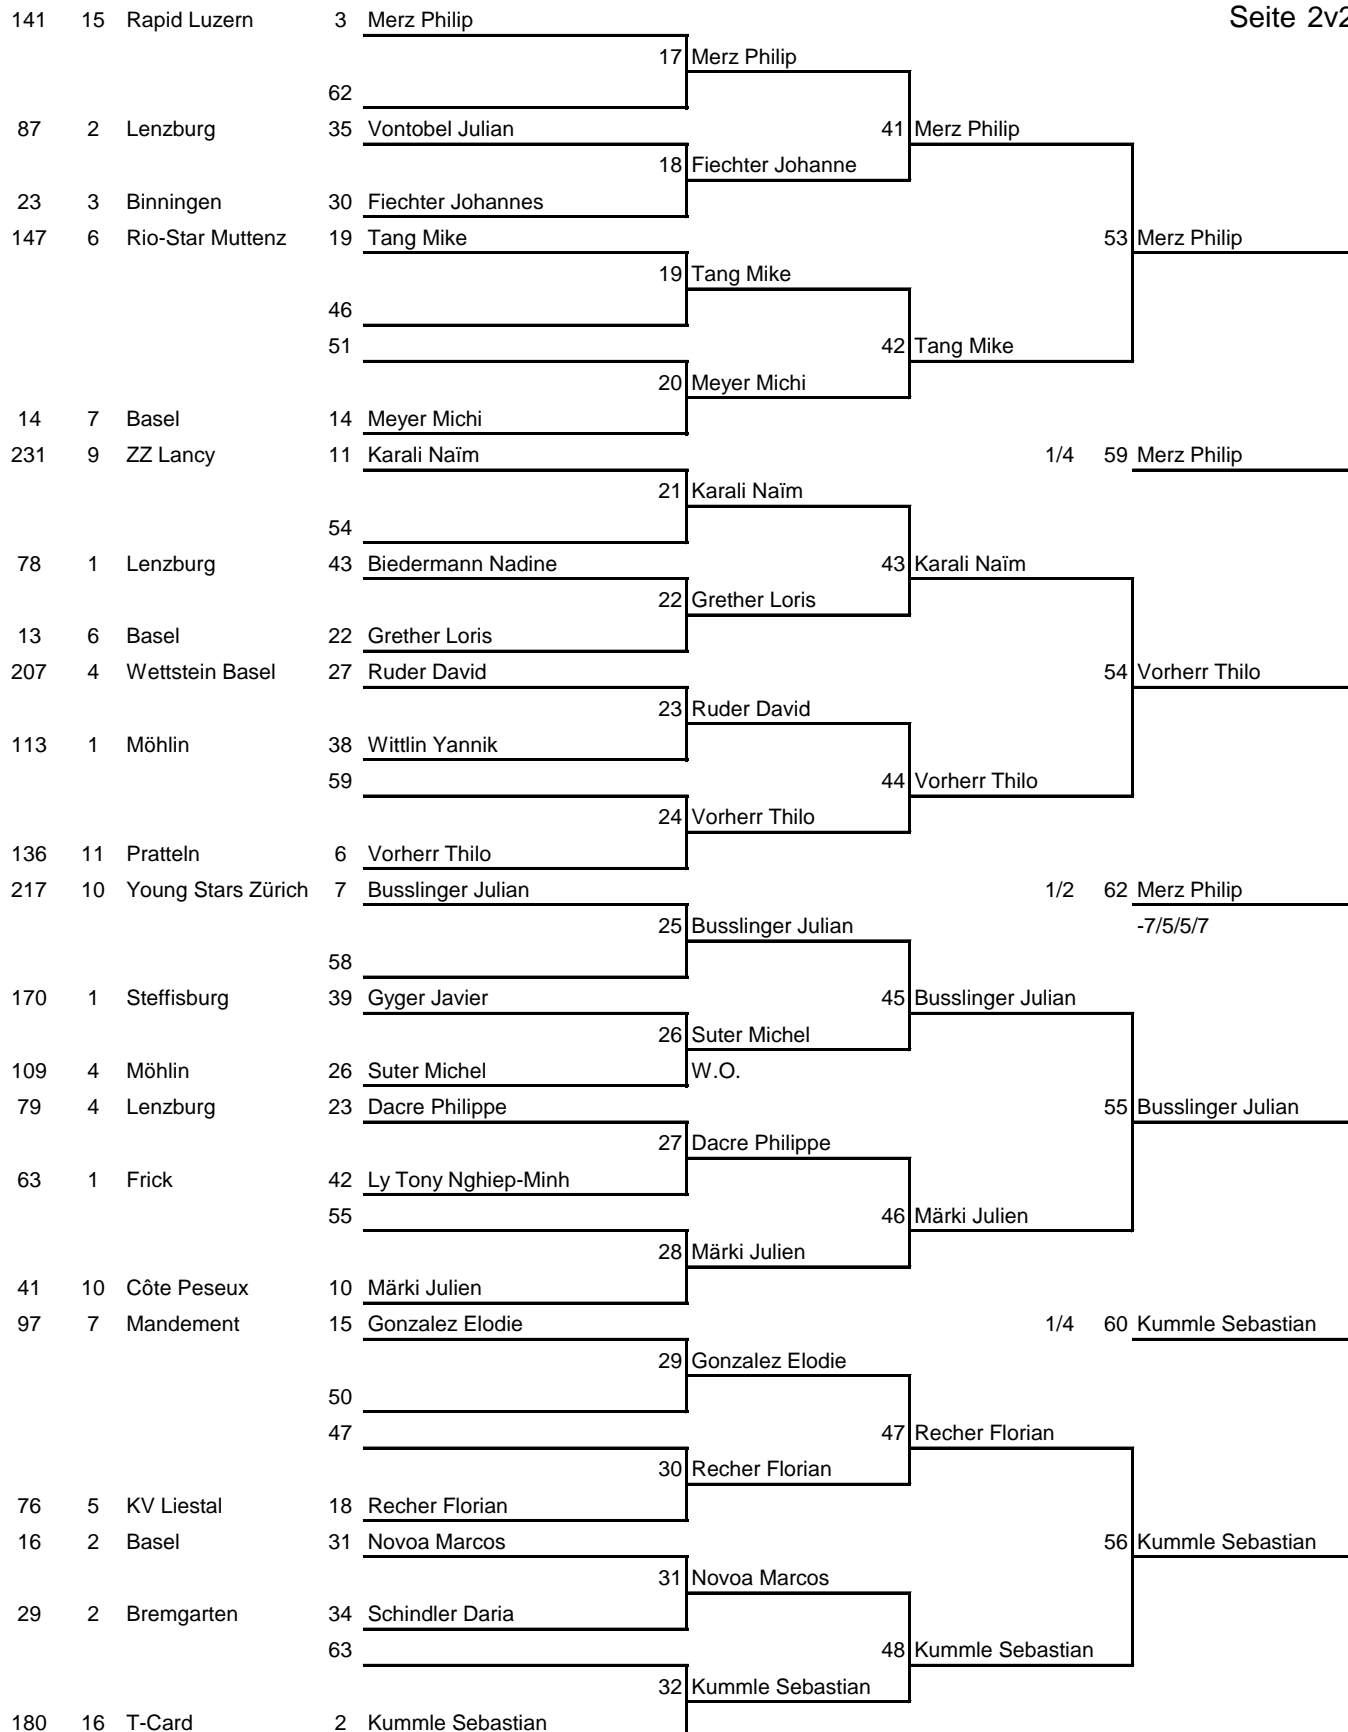 141 15 Rapid Luzern 3 Merz Philip Seite 2v2
17 Merz Philip
62
87 2 Lenzburg 35 Vontobel Julian 41 Merz Philip
18 Fiechter Johanne
23 3 Binningen 30 Fiechter Johannes
147 6 Rio-Star Muttenz 19 Tang Mike 53 Merz Philip
19 Tang Mike
46
51 42 Tang Mike
20 Meyer Michi
14 7 Basel 14 Meyer Michi
231 9 ZZ Lancy 11 Karali Naïm 1/4 59 Merz Philip
21 Karali Naïm
54
78 1 Lenzburg 43 Biedermann Nadine 43 Karali Naïm
22 Grether Loris
13 6 Basel 22 Grether Loris
207 4 Wettstein Basel 27 Ruder David 54 Vorherr Thilo
23 Ruder David
113 1 Möhlin 38 Wittlin Yannik
59 44 Vorherr Thilo
24 Vorherr Thilo
136 11 Pratteln 6 Vorherr Thilo
217 10 Young Stars Zürich 7 Busslinger Julian 1/2 62 Merz Philip
25 Busslinger Julian -7/5/5/7
58
170 1 Steffisburg 39 Gyger Javier 45 Busslinger Julian
26 Suter Michel
109 4 Möhlin 26 Suter Michel W.O.
79 4 Lenzburg 23 Dacre Philippe 55 Busslinger Julian
27 Dacre Philippe
63 1 Frick 42 Ly Tony Nghiep-Minh
55 46 Märki Julien
28 Märki Julien
41 10 Côte Peseux 10 Märki Julien
97 7 Mandement 15 Gonzalez Elodie 1/4 60 Kummle Sebastian
29 Gonzalez Elodie
50
47 47 Recher Florian
30 Recher Florian
76 5 KV Liestal 18 Recher Florian
16 2 Basel 31 Novoa Marcos 56 Kummle Sebastian
31 Novoa Marcos
29 2 Bremgarten 34 Schindler Daria
63 48 Kummle Sebastian
32 Kummle Sebastian
180 16 T-Card 2 Kummle Sebastian